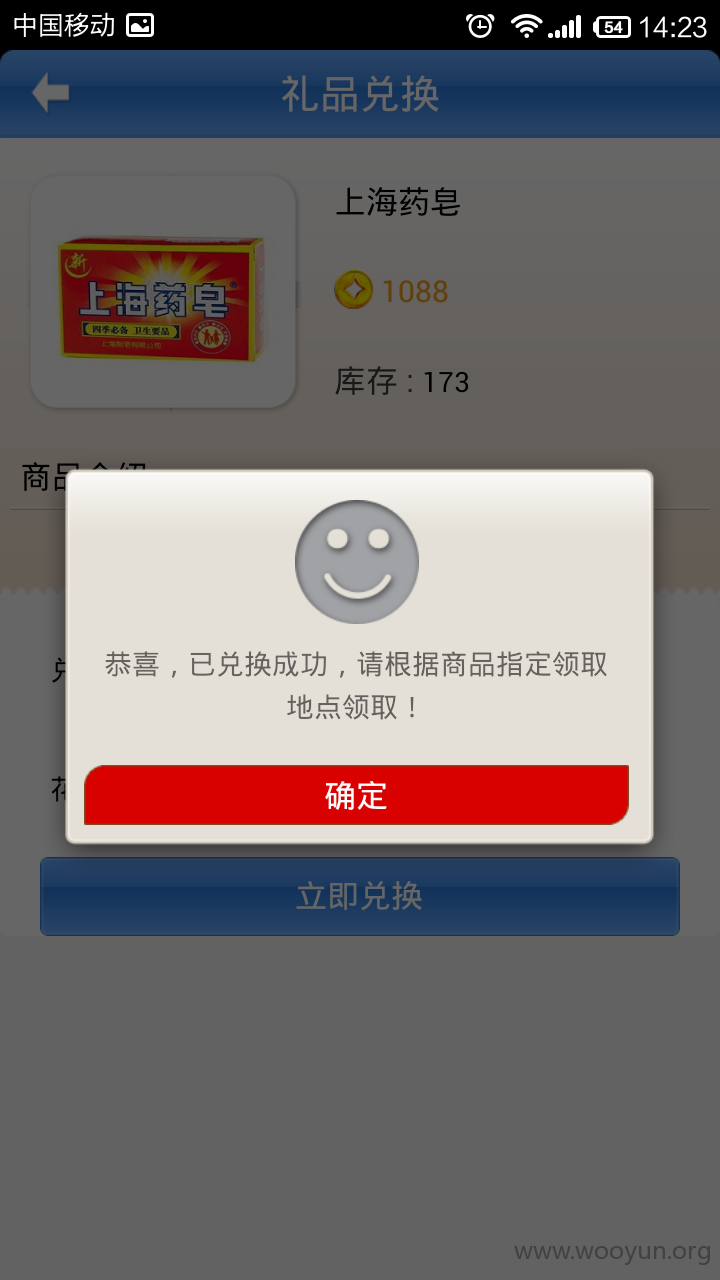 中国移动
54
14:23
礼品兑换
上海药皂
新
上海药皂
四季必备 卫生要品
上海制皂有限公司
1088
库存 : 173
商品介绍
恭喜，已兑换成功，请根据商品指定领取
地点领取！
确定
立即兑换
www.wooyun.org